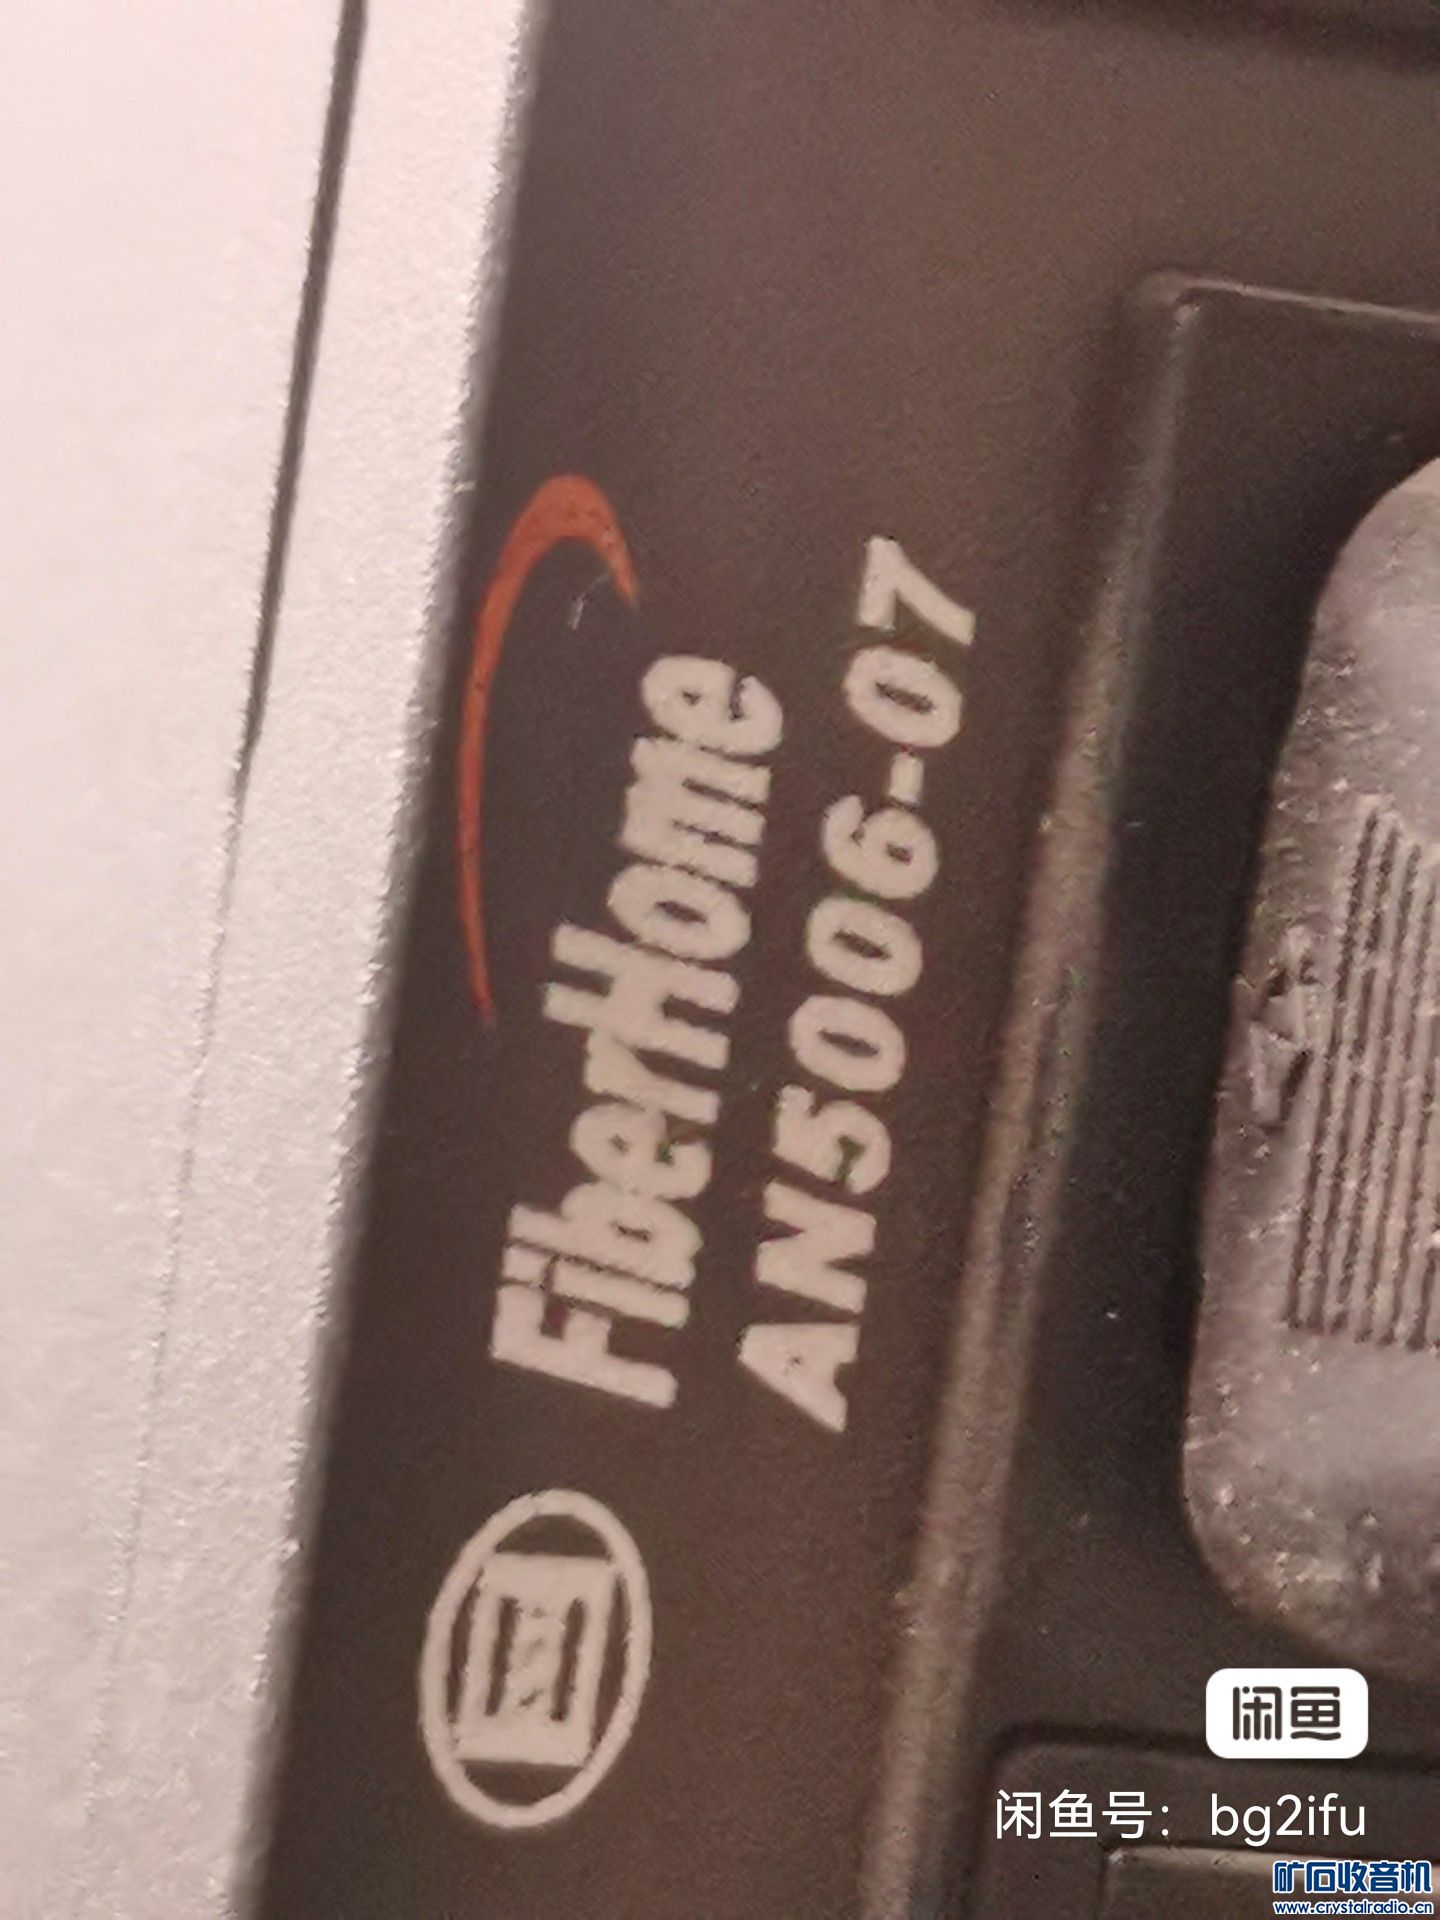 FiberHome
AN5006-07
闲鱼
闲鱼号：bg2ifu
矿石收音机
www.crystalradio.cn